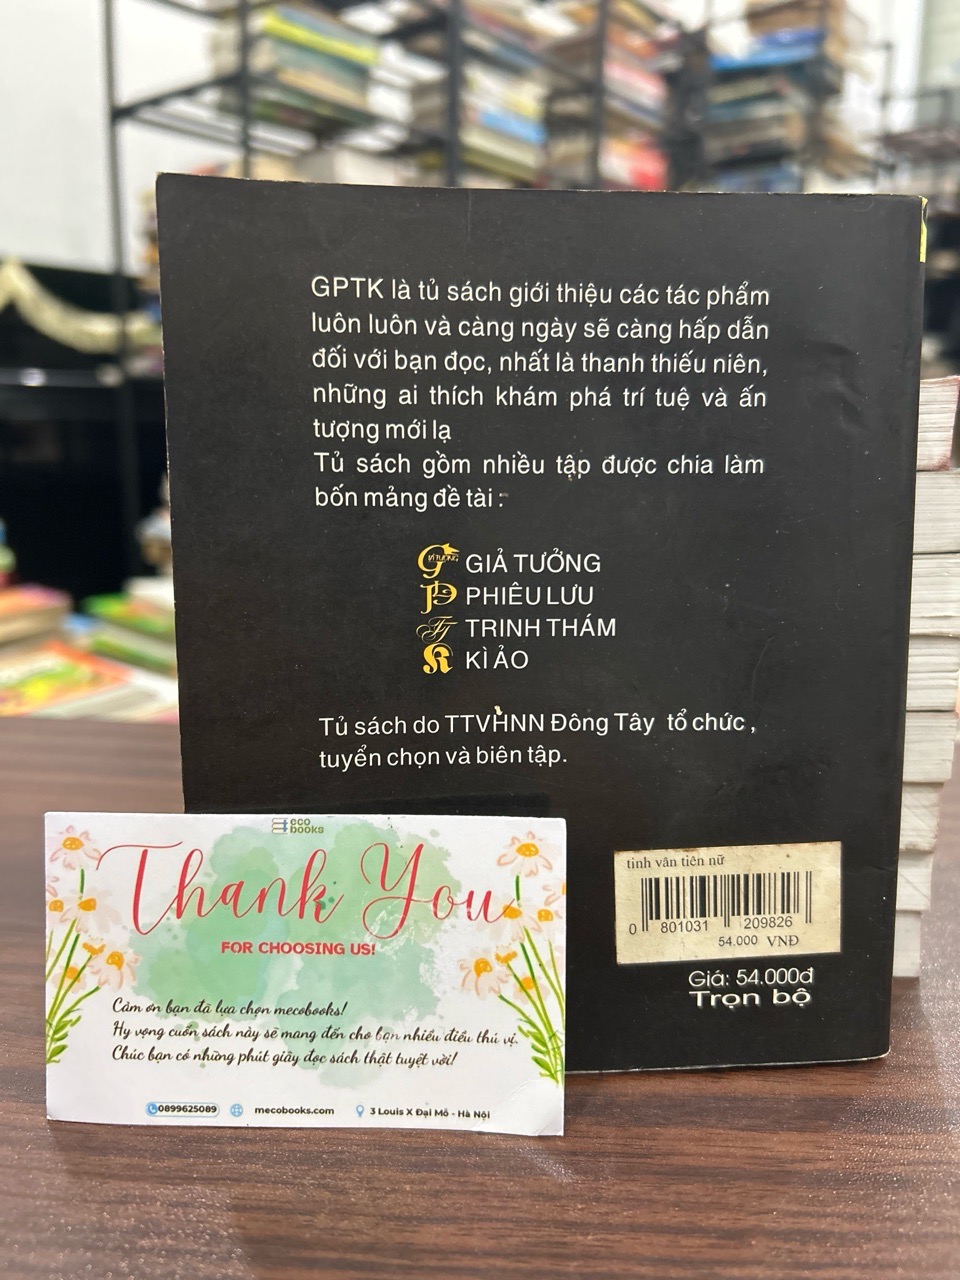 GPTK là tủ sách giới thiệu các tác phẩm
luôn luôn và càng ngày sẽ càng hấp dẫn
đối với bạn đọc, nhất là thanh thiếu niên,
những ai thích khám phá trí tuệ và ấn
tượng mới lạ
Tủ sách gồm nhiều tập được chia làm
bốn mảng đề tài :
GIẢ TƯỞNG
PHIÊU LƯU
TRINH THÁM
KÌ ẢO
Tủ sách do TTVHNN Đông Tây tổ chức ,
tuyển chọn và biên tập.
tinh vân tiên nữ
0 801031 209826
54.000 VNĐ
Giá: 54.000đ
Trọn bộ
eco
books
Thank You
FOR CHOOSING US!
Cảm ơn bạn đã lựa chọn mecobooks!
Hy vọng cuốn sách này sẽ mang đến cho bạn nhiều điều thú vị.
Chúc bạn có những phút giây đọc sách thật tuyệt vời!
0899625089 mecobooks.com 3 Louis X Đại Mỗ - Hà Nội